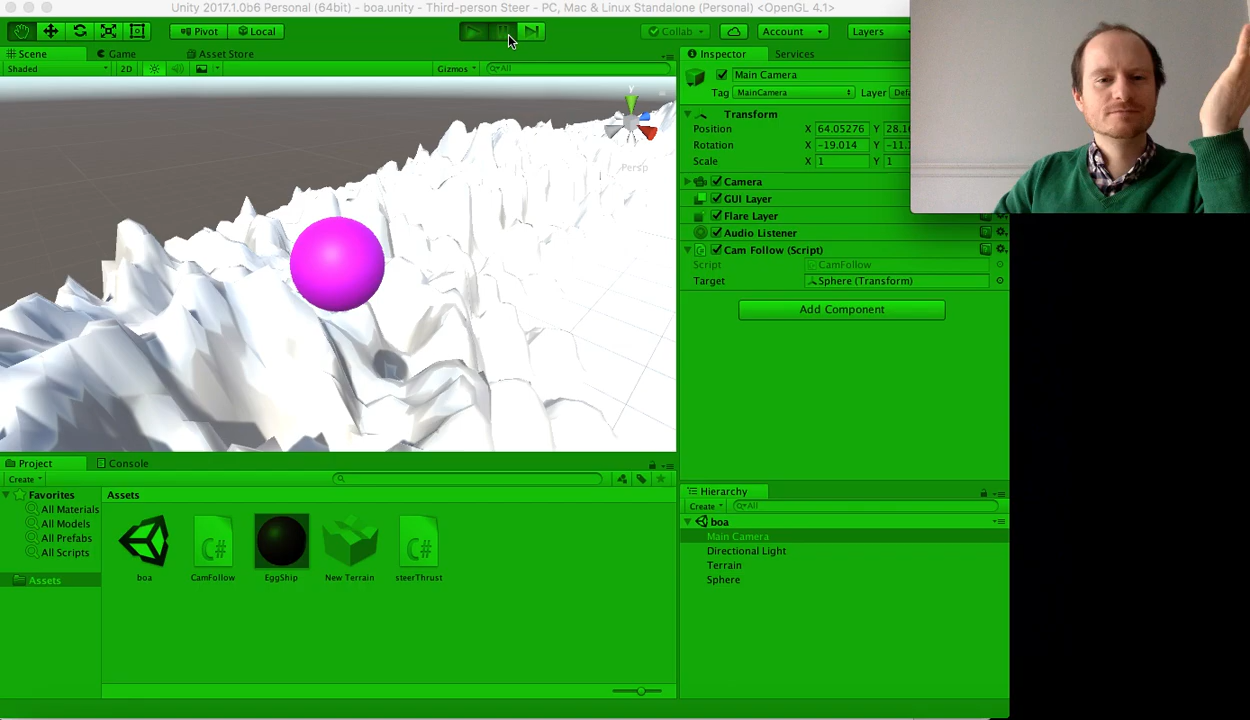 Unity 2017.1.0b6 Personal (64bit) - boa.unity - Third-person Steer - PC, Mac & Linux Standalone (Personal) <OpenGL 4.1>
Pivot Local Collab Account Layers
Scene Game Asset Store
Shaded 2D Gizmos All
y
Persp
Inspector Services
Main Camera
Tag MainCamera Layer
Transform
Position X 64.05276 Y
Rotation X -19.014 Y
Scale X 1 Y 1
Camera
GUI Layer
Flare Layer
Audio Listener
Cam Follow (Script)
Script CamFollow
Target Sphere (Transform)
Add Component
Project Console
Create
Favorites
All Materials
All Models
All Prefabs
All Scripts
Assets
Assets
boa CamFollow EggShip New Terrain steerThrust
C# C#
Hierarchy
Create All
boa
Main Camera
Directional Light
Terrain
Sphere